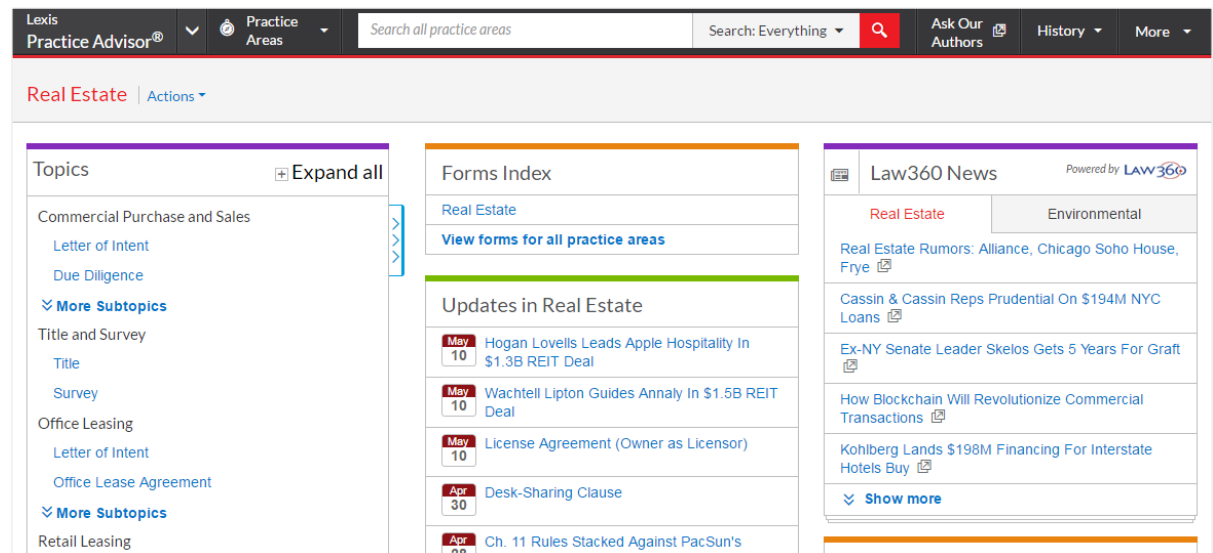 Lexis
Practice Advisor®
Practice
Areas
Search all practice areas
Search: Everything
Ask Our
Authors
History
More
Real Estate
Actions
Topics
Expand all
Commercial Purchase and Sales
Letter of Intent
Due Diligence
More Subtopics
Title and Survey
Title
Survey
Office Leasing
Letter of Intent
Office Lease Agreement
More Subtopics
Retail Leasing
Forms Index
Real Estate
View forms for all practice areas
Updates in Real Estate
May
10
Hogan Lovells Leads Apple Hospitality In
$1.3B REIT Deal
May
10
Wachtell Lipton Guides Annaly In $1.5B REIT
Deal
May
10
License Agreement (Owner as Licensor)
Apr
30
Desk-Sharing Clause
Apr
Ch. 11 Rules Stacked Against PacSun's
Law360 News
Powered by LAW360
Real Estate
Environmental
Real Estate Rumors: Alliance, Chicago Soho House,
Frye
Cassin & Cassin Reps Prudential On $194M NYC
Loans
Ex-NY Senate Leader Skelos Gets 5 Years For Graft
How Blockchain Will Revolutionize Commercial
Transactions
Kohlberg Lands $198M Financing For Interstate
Hotels Buy
Show more